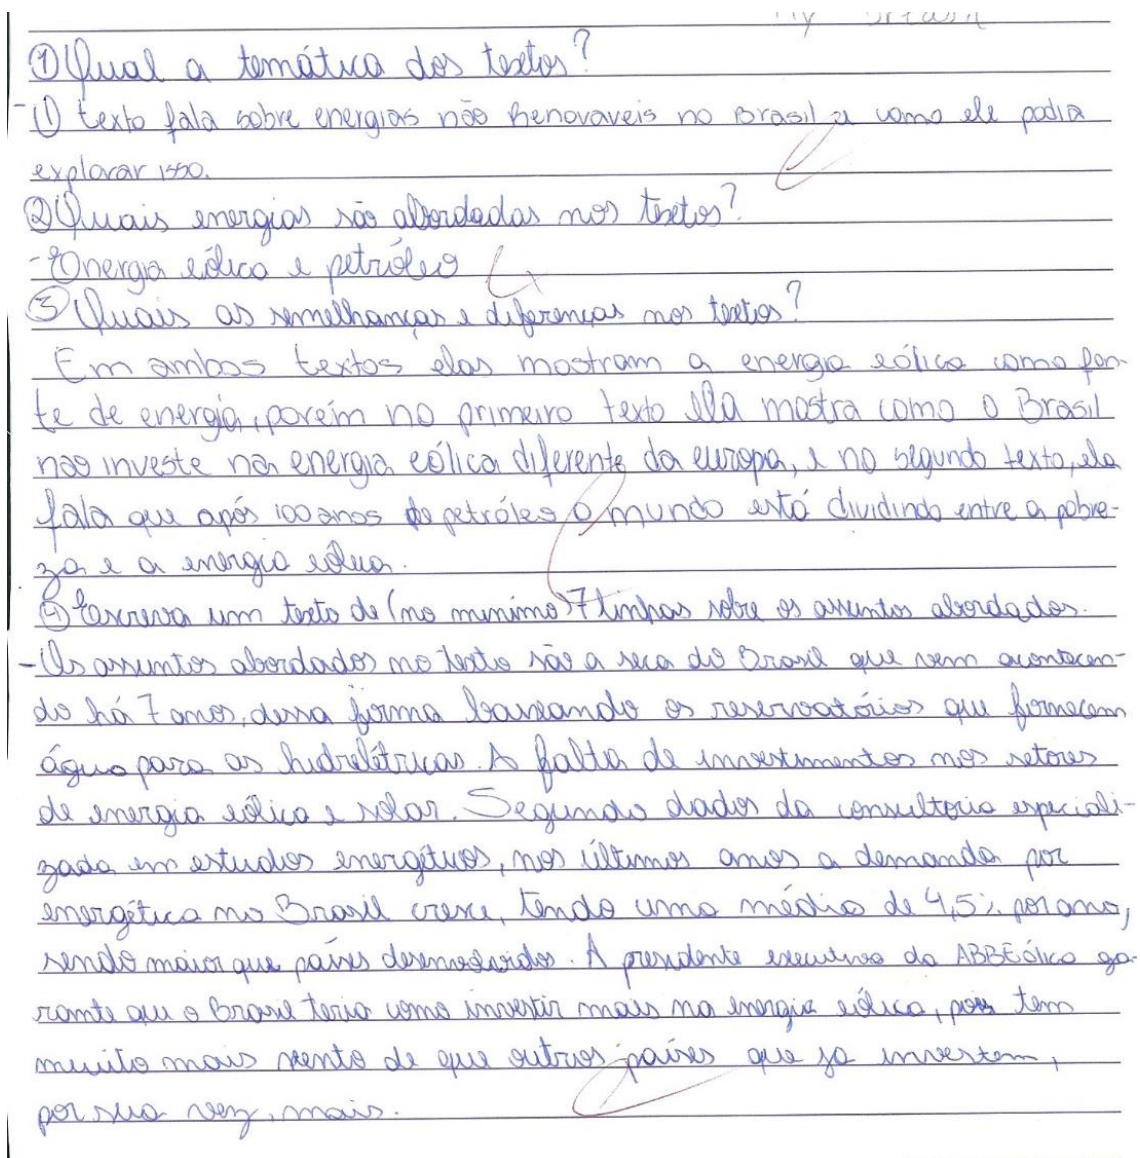 ① Qual a temática dos textos?
- O texto fala sobre energias não Renovaveis no Brasil e como ele podia
explorar isso.
② Quais energias são abordadas nos textos?
- Energia eólica e petróleo
③ Quais as semelhanças e diferenças nos textos?
Em ambos textos elas mostram a energia eólica como fon-
te de energia, porém no primeiro texto ela mostra como o Brasil
não investe na energia eólica diferente da europa, e no segundo texto, ela
fala que após 100 anos de petróleo o mundo está dividindo entre a pobre-
za e a energia eólica.
④ Escreva um texto de (no minimo) 7 linhas sobre os assuntos abordados.
- Os assuntos abordados no texto são a seca do Brasil que vem acontecen-
do há 7 anos, dessa forma baixando os reservatórios que fornecem
água para as hidrelétricas. A falta de investimentos nos setores
de energia eólica e solar. Segundo dados da consultoria especiali-
zada em estudos energéticos, nos últimos anos a demanda por
energética no Brasil cresce, tendo uma média de 4,5% por ano,
sendo maior que países desenvolvidos. A presidente executiva da ABBEólica ga-
rante que o Brasil teria como investir mais na energia eólica, pois tem
muito mais vento de que outros países que ja investem,
por sua vez, mais.